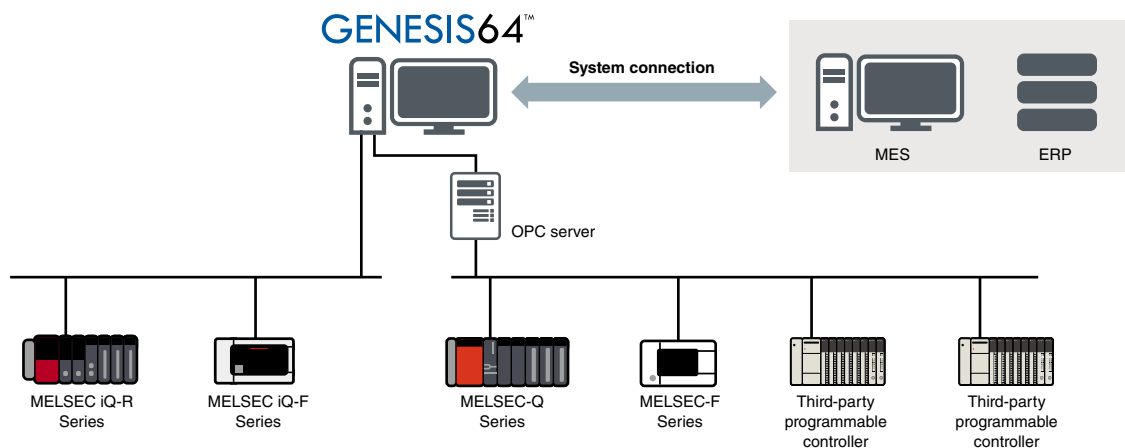 GENESIS64™
System connection
MES
ERP
OPC server
MELSEC iQ-R
Series
MELSEC iQ-F
Series
MELSEC-Q
Series
MELSEC-F
Series
Third-party
programmable
controller
Third-party
programmable
controller